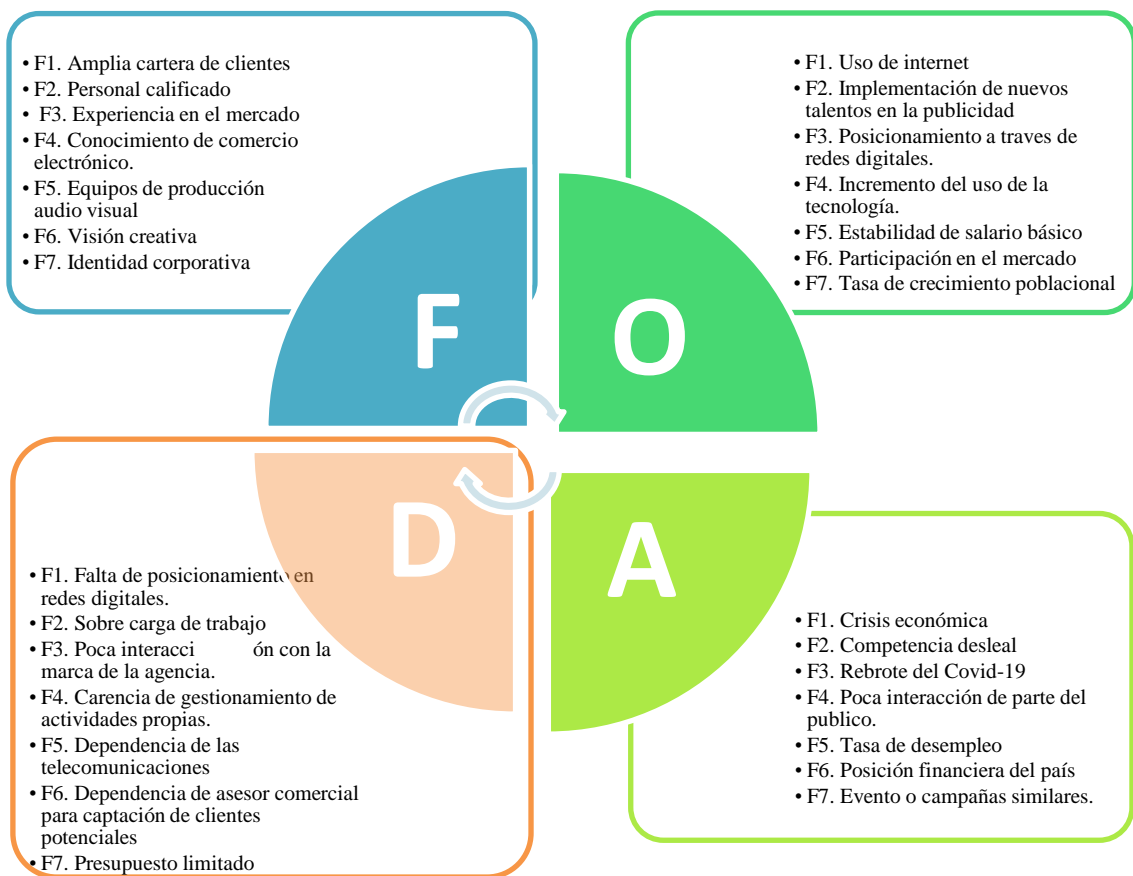 • F1. Amplia cartera de clientes
• F2. Personal calificado
• F3. Experiencia en el mercado
• F4. Conocimiento de comercio
electrónico.
• F5. Equipos de producción
audio visual
• F6. Visión creativa
• F7. Identidad corporativa
• F1. Uso de internet
• F2. Implementación de nuevos
talentos en la publicidad
• F3. Posicionamiento a traves de
redes digitales.
• F4. Incremento del uso de la
tecnología.
• F5. Estabilidad de salario básico
• F6. Participación en el mercado
• F7. Tasa de crecimiento poblacional
F
O
D
A
• F1. Falta de posicionamiento en
redes digitales.
• F2. Sobre carga de trabajo
• F3. Poca interacci ón con la
marca de la agencia.
• F4. Carencia de gestionamiento de
actividades propias.
• F5. Dependencia de las
telecomunicaciones
• F6. Dependencia de asesor comercial
para captación de clientes
potenciales
• F7. Presupuesto limitado
• F1. Crisis económica
• F2. Competencia desleal
• F3. Rebrote del Covid-19
• F4. Poca interacción de parte del
publico.
• F5. Tasa de desempleo
• F6. Posición financiera del país
• F7. Evento o campañas similares.